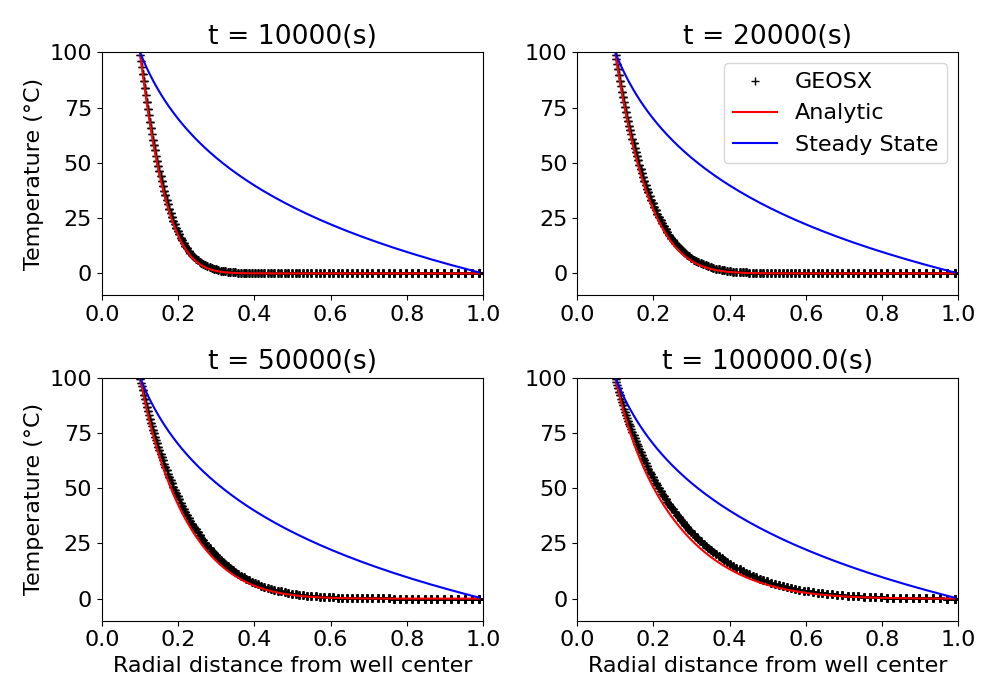 t = 10000(s)
Temperature (°C)
100
75
50
25
0
0.0 0.2 0.4 0.6 0.8 1.0
t = 20000(s)
100
75
50
25
0
0.0 0.2 0.4 0.6 0.8 1.0
GEOSX
Analytic
Steady State
t = 50000(s)
Temperature (°C)
100
75
50
25
0
0.0 0.2 0.4 0.6 0.8 1.0
Radial distance from well center
t = 100000.0(s)
100
75
50
25
0
0.0 0.2 0.4 0.6 0.8 1.0
Radial distance from well center